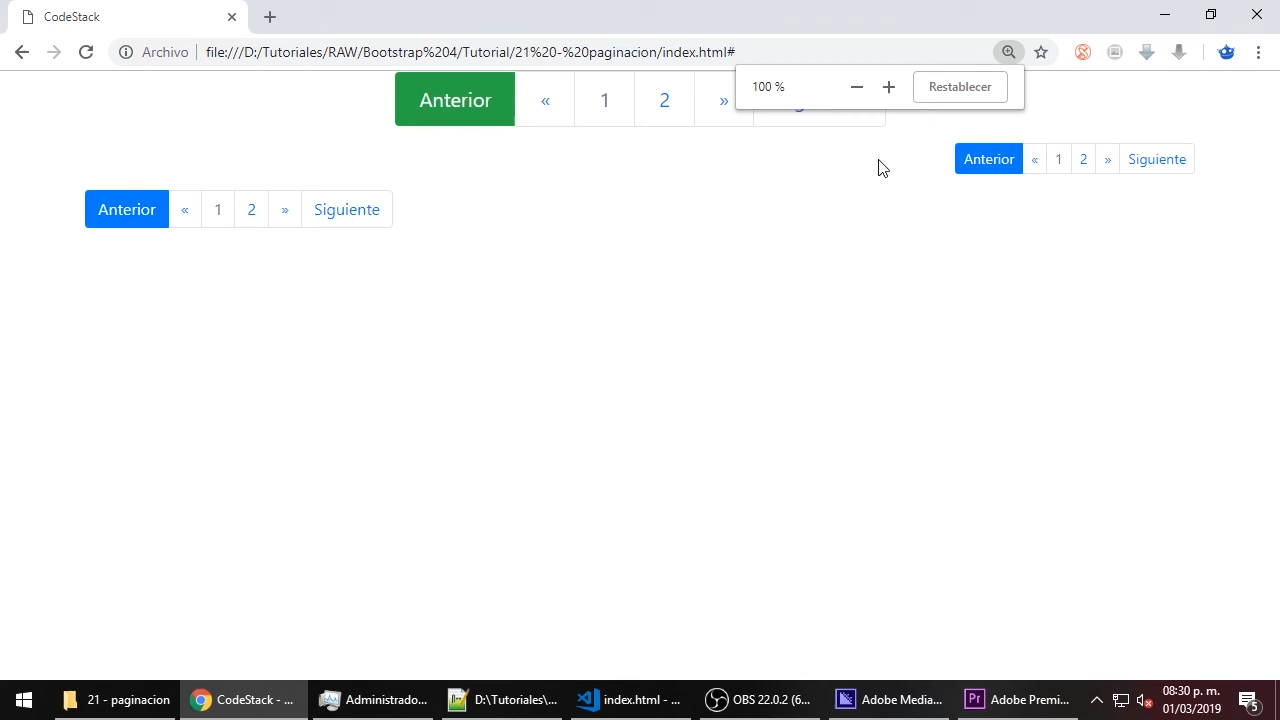 CodeStack
Archivo file:///D:/Tutoriales/RAW/Bootstrap%204/Tutorial/21%20-%20paginacion/index.html#
100 % Restablecer
Anterior « 1 2 »
Anterior « 1 2 » Siguiente
Anterior « 1 2 » Siguiente
21 - paginacion CodeStack - ... Administrado... D:\Tutoriales\... index.html - ... OBS 22.0.2 (6... Adobe Media... Adobe Premi... 08:30 p. m.
01/03/2019 5